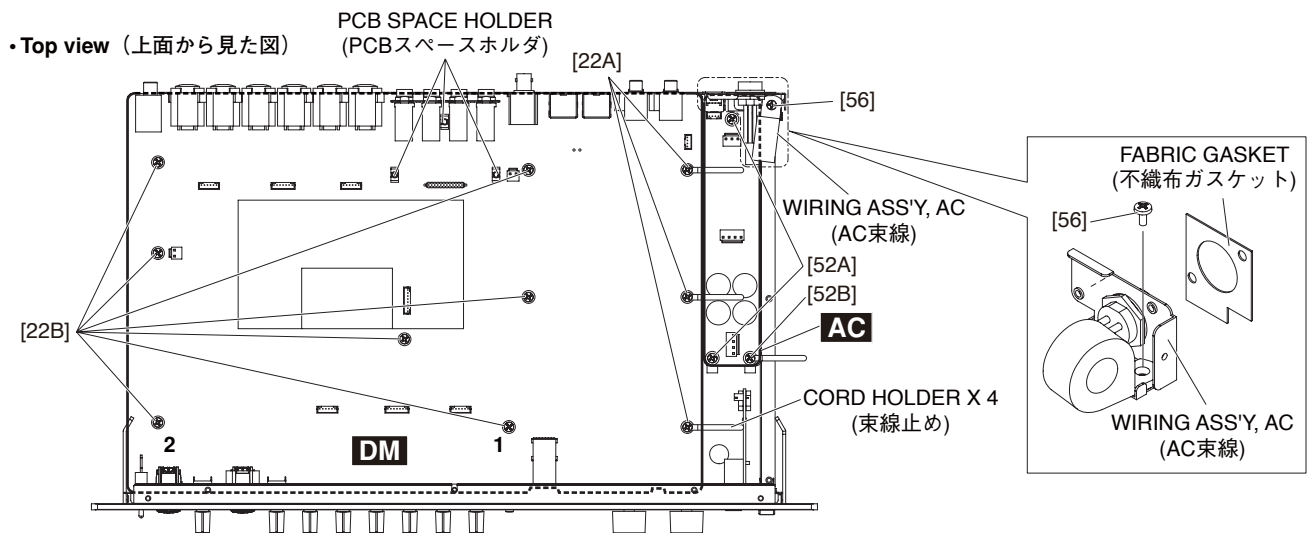 • Top view（上面から見た図）
PCB SPACE HOLDER
(PCBスペースホルダ)
[22A]
[56]
FABRIC GASKET
(不織布ガスケット)
[56]
WIRING ASS'Y, AC
(AC束線)
[52A]
[52B]
AC
[22B]
CORD HOLDER X 4
(束線止め)
WIRING ASS'Y, AC
(AC束線)
2
DM
1